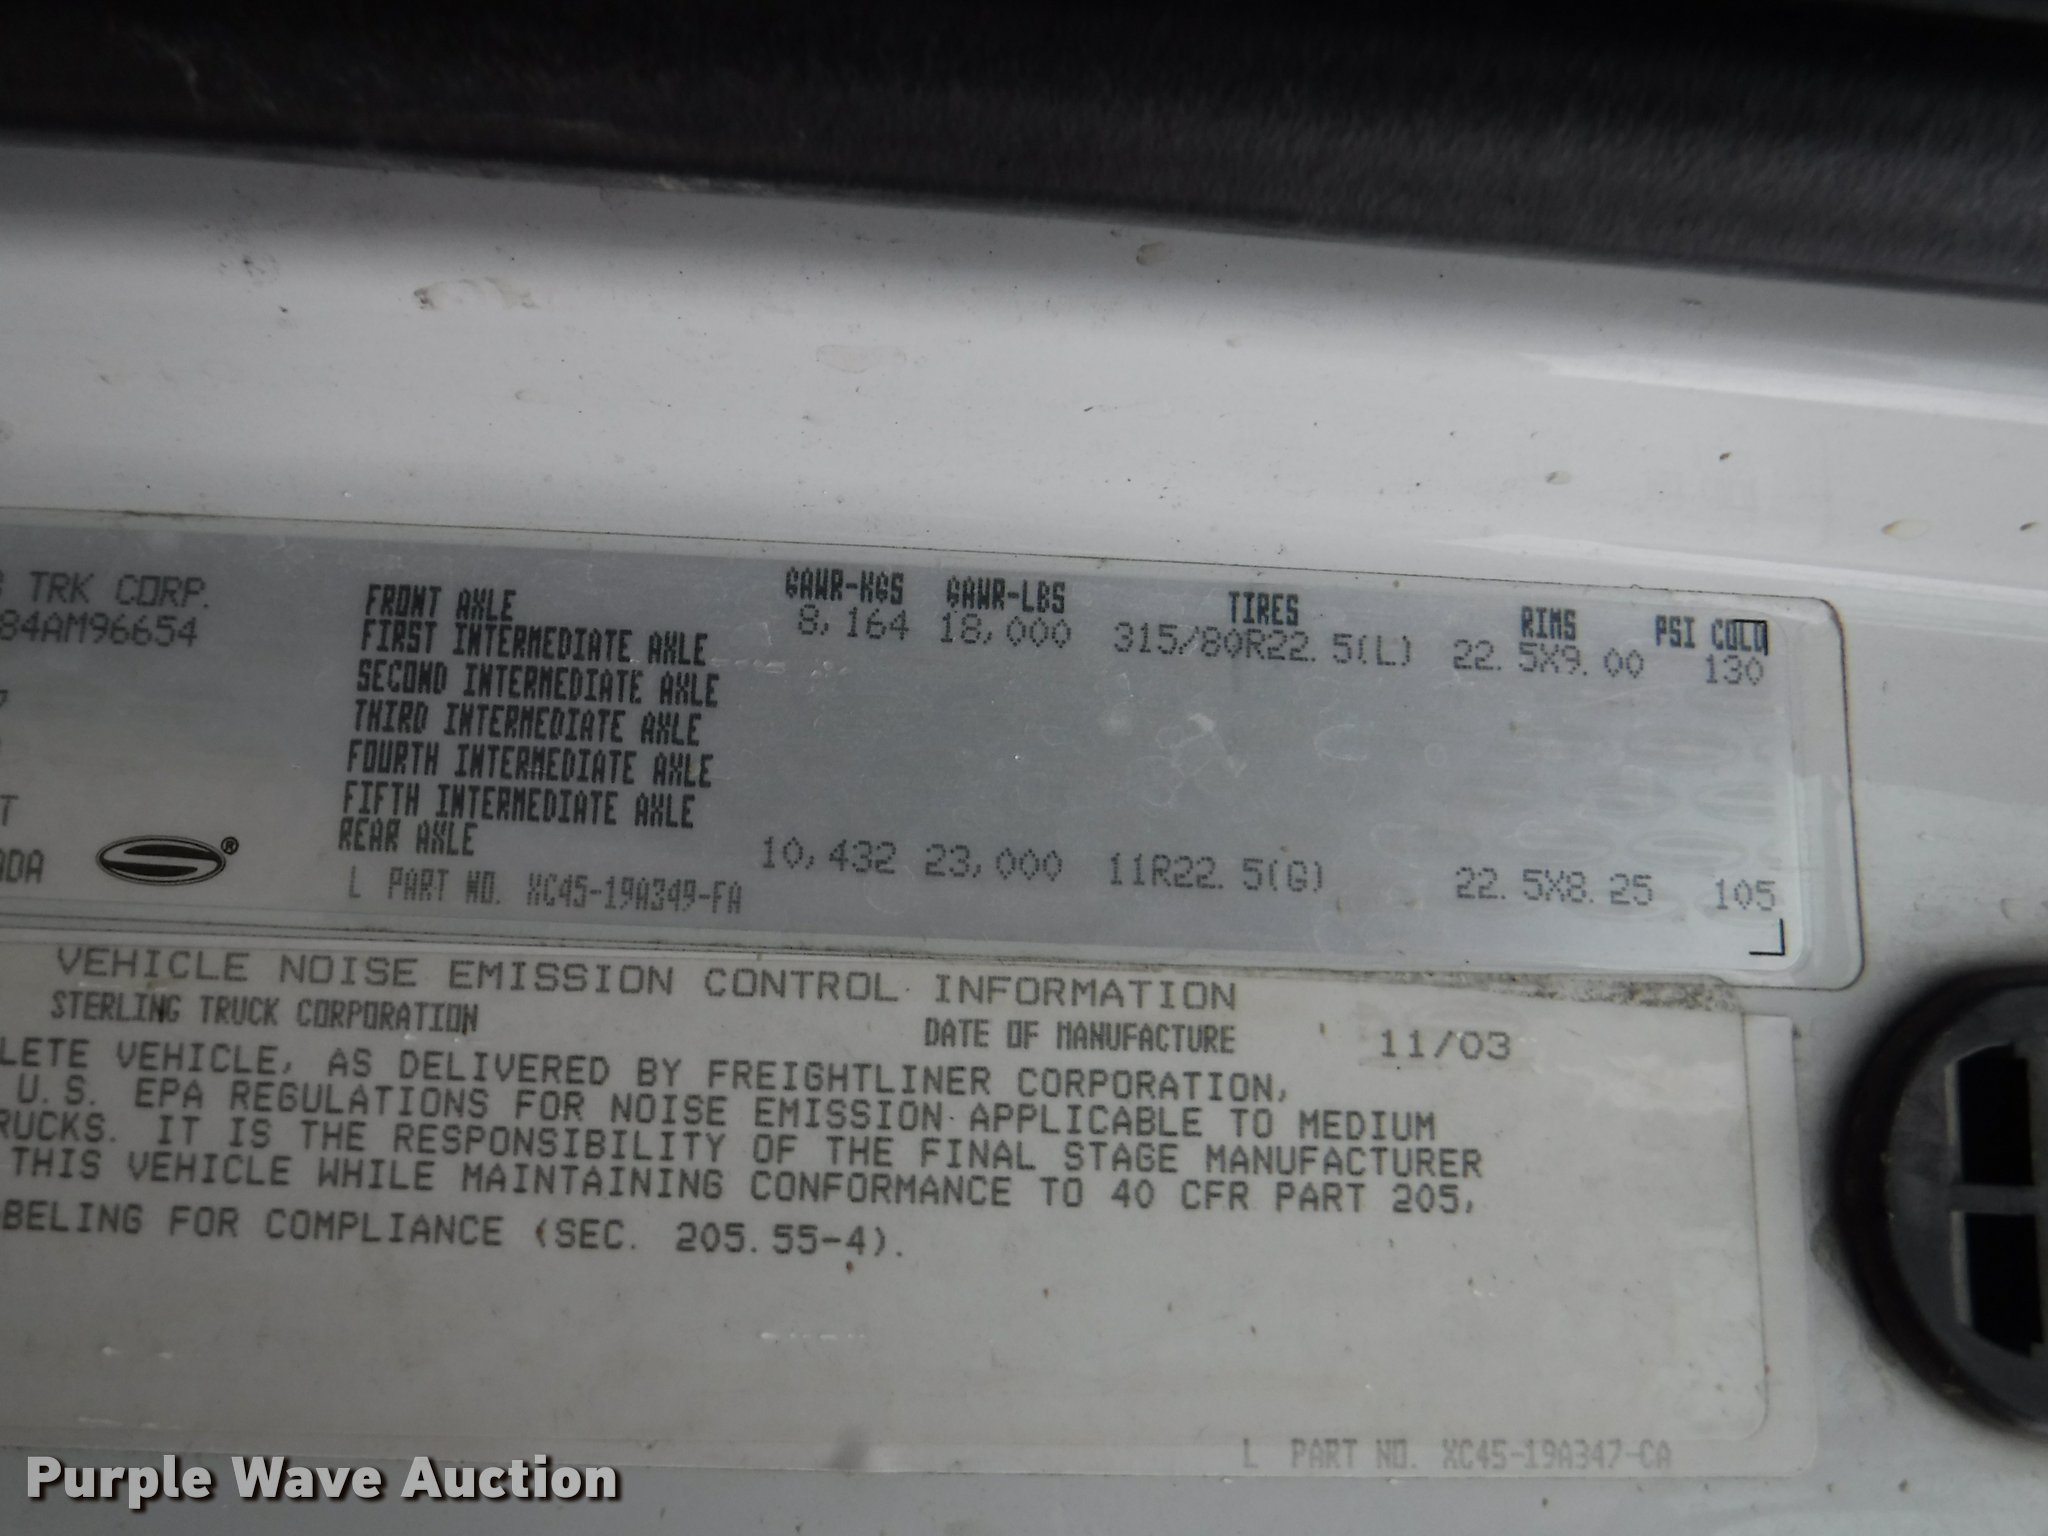 TRK CORP.
84AM96654
ADA
®
GAWR-KGS GAWR-LBS TIRES RIMS PSI COLD
FRONT AXLE 8,164 18,000 315/80R22.5(L) 22.5X9.00 130
FIRST INTERMEDIATE AXLE
SECOND INTERMEDIATE AXLE
THIRD INTERMEDIATE AXLE
FOURTH INTERMEDIATE AXLE
FIFTH INTERMEDIATE AXLE
REAR AXLE 10,432 23,000 11R22.5(G) 22.5X8.25 105
L PART NO. XC45-19A349-FA
VEHICLE NOISE EMISSION CONTROL INFORMATION
STERLING TRUCK CORPORATION DATE OF MANUFACTURE 11/03
LETE VEHICLE, AS DELIVERED BY FREIGHTLINER CORPORATION,
U.S. EPA REGULATIONS FOR NOISE EMISSION APPLICABLE TO MEDIUM
RUCKS. IT IS THE RESPONSIBILITY OF THE FINAL STAGE MANUFACTURER
THIS VEHICLE WHILE MAINTAINING CONFORMANCE TO 40 CFR PART 205,
BELING FOR COMPLIANCE (SEC. 205.55-4).
L PART NO. XC45-19A347-CA
Purple Wave Auction